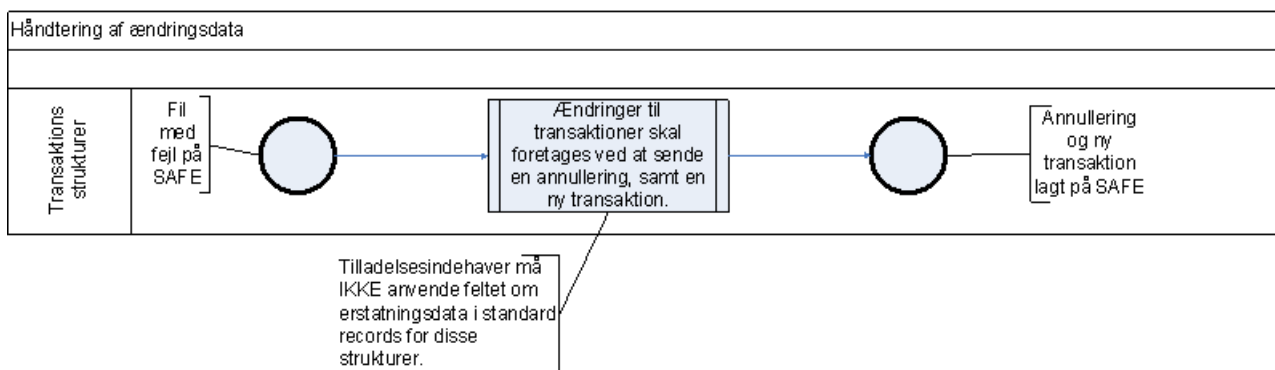 Håndtering af ændringsdata
Transaktions
strukturer
Fil
med
fejl på
SAFE
Ændringer til
transaktioner skal
foretages ved at sende
en annullering, samt en
ny transaktion.
Annullering
og ny
transaktion
lagt på SAFE
Tilladelsesindehaver må
IKKE anvende feltet om
erstatningsdata i standard
records for disse
strukturer.